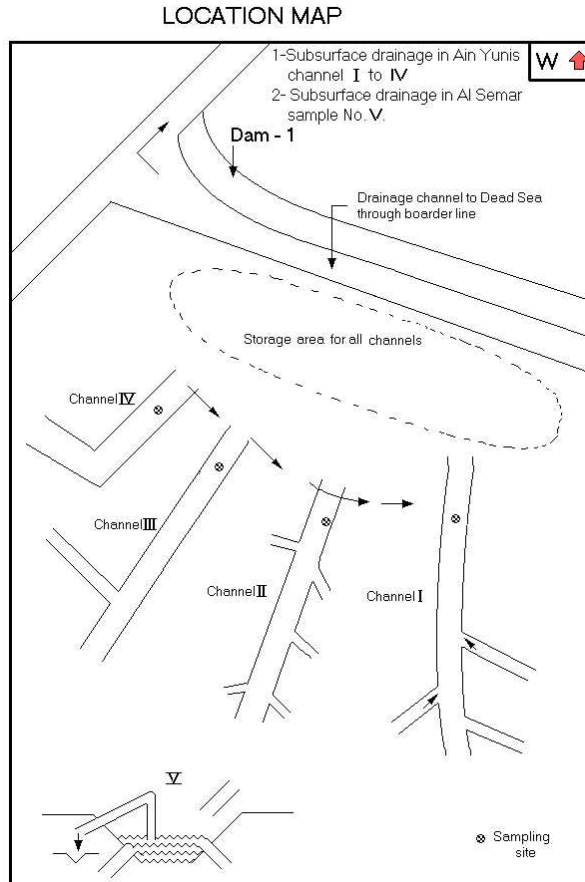 LOCATION MAP
1-Subsurface drainage in Ain Yunis
channel I to IV
2- Subsurface drainage in Al Semar
sample No. V.
W
Dam - 1
Drainage channel to Dead Sea
through boarder line
Storage area for all channels
Channel IV
Channel III
Channel II
Channel I
V
Sampling
site